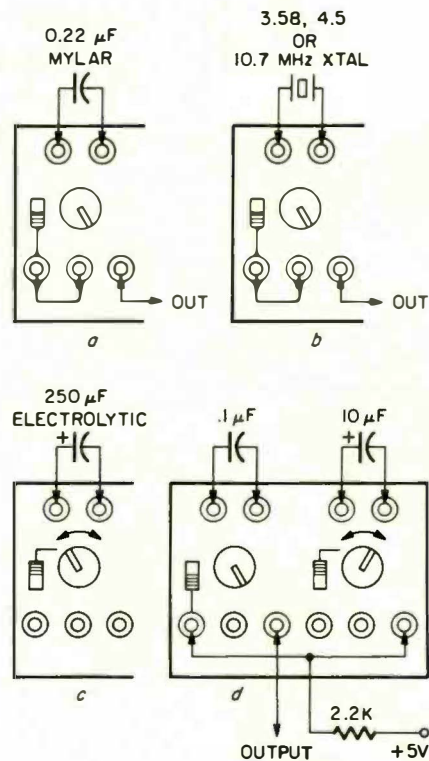 0.22 µF
MYLAR
3.58, 4.5
OR
10.7 MHz XTAL
OUT
OUT
a
b
250 µF
ELECTROLYTIC
+
.1 µF
10 µF
+
c
d
2.2K
OUTPUT
+5V